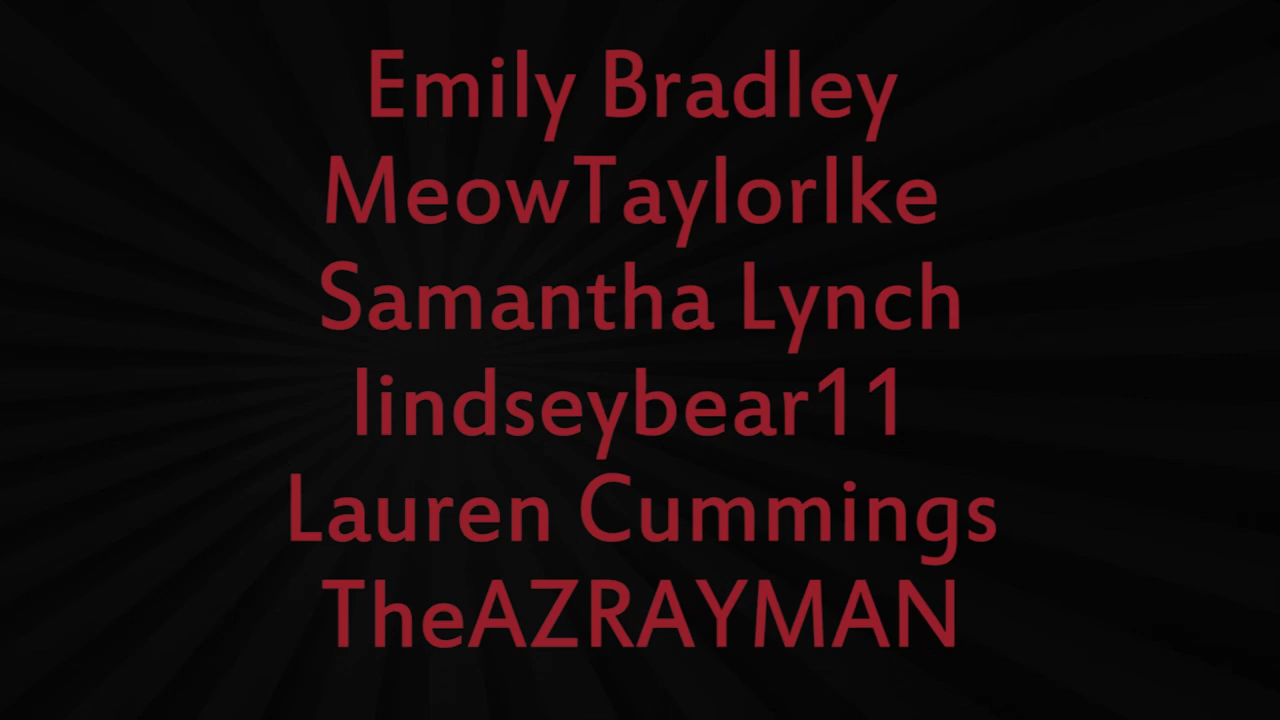 Emily Bradley
MeowTaylorIke
Samantha Lynch
lindseybear11
Lauren Cummings
TheAZRAYMAN